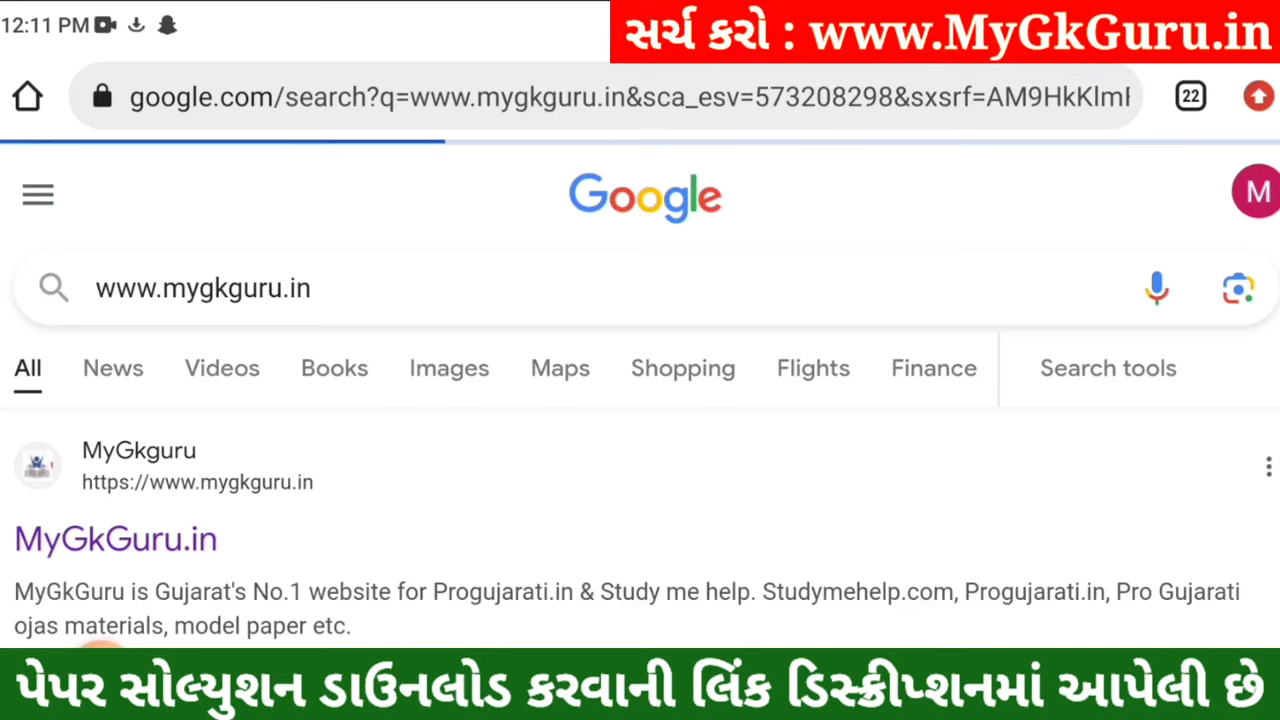 12:11 PM
સર્ચ કરો : www.MyGkGuru.in
google.com/search?q=www.mygkguru.in&sca_esv=573208298&sxsrf=AM9HkKlmF
22
Google
M
www.mygkguru.in
All News Videos Books Images Maps Shopping Flights Finance Search tools
MyGkguru
https://www.mygkguru.in
MyGkGuru.in
MyGkGuru is Gujarat's No.1 website for Progujarati.in & Study me help. Studymehelp.com, Progujarati.in, Pro Gujarati
ojas materials, model paper etc.
પેપર સોલ્યુશન ડાઉનલોડ કરવાની લિંક ડિસ્ક્રીપ્શનમાં આપેલી છે